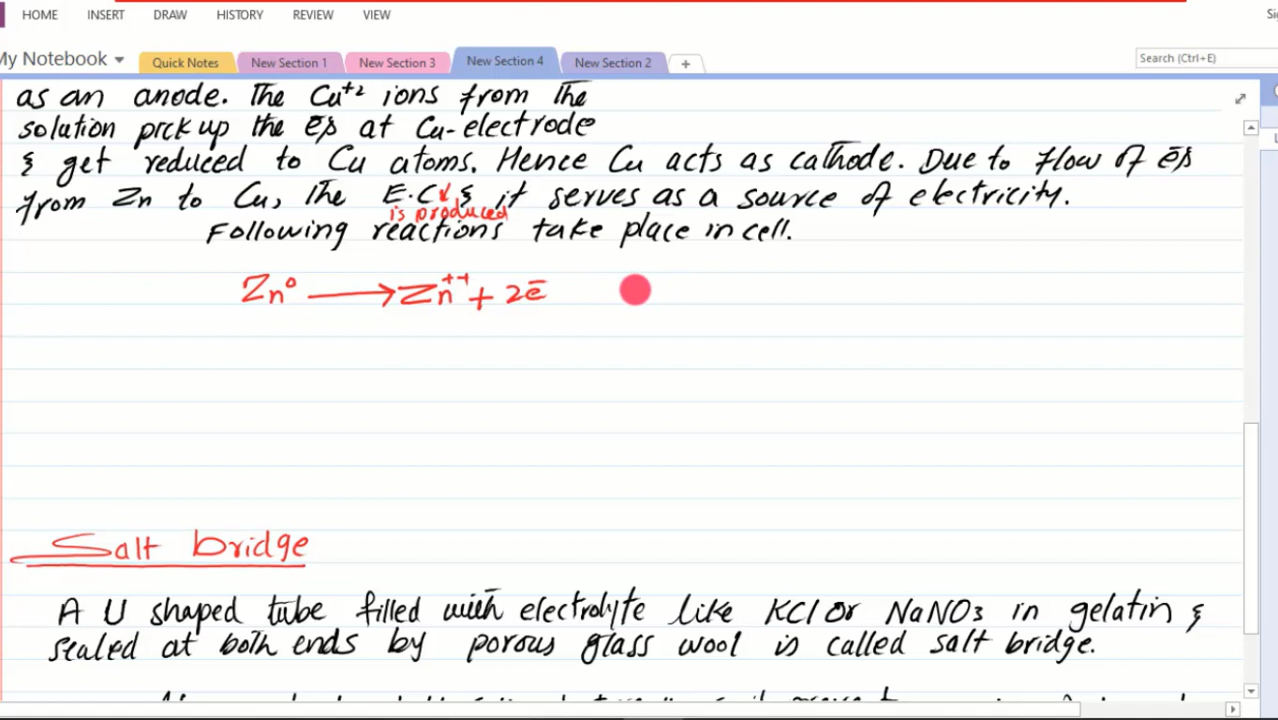 HOME INSERT DRAW HISTORY REVIEW VIEW
My Notebook Quick Notes New Section 1 New Section 3 New Section 4 New Section 2 + Search (Ctrl+E)
as an anode. The Cu⁺² ions from the
solution pick up the ēs at Cu-electrode
& get reduced to Cu atoms. Hence Cu acts as cathode. Due to flow of ēs
from Zn to Cu, The E.C & it serves as a source of electricity.
is produced
Following reactions take place in cell.
Zn⁰ → Zn⁺⁺ + 2ē
Salt bridge
A U shaped tube filled with electrolyte like KCl or NaNO3 in gelatin &
sealed at both ends by porous glass wool is called salt bridge.